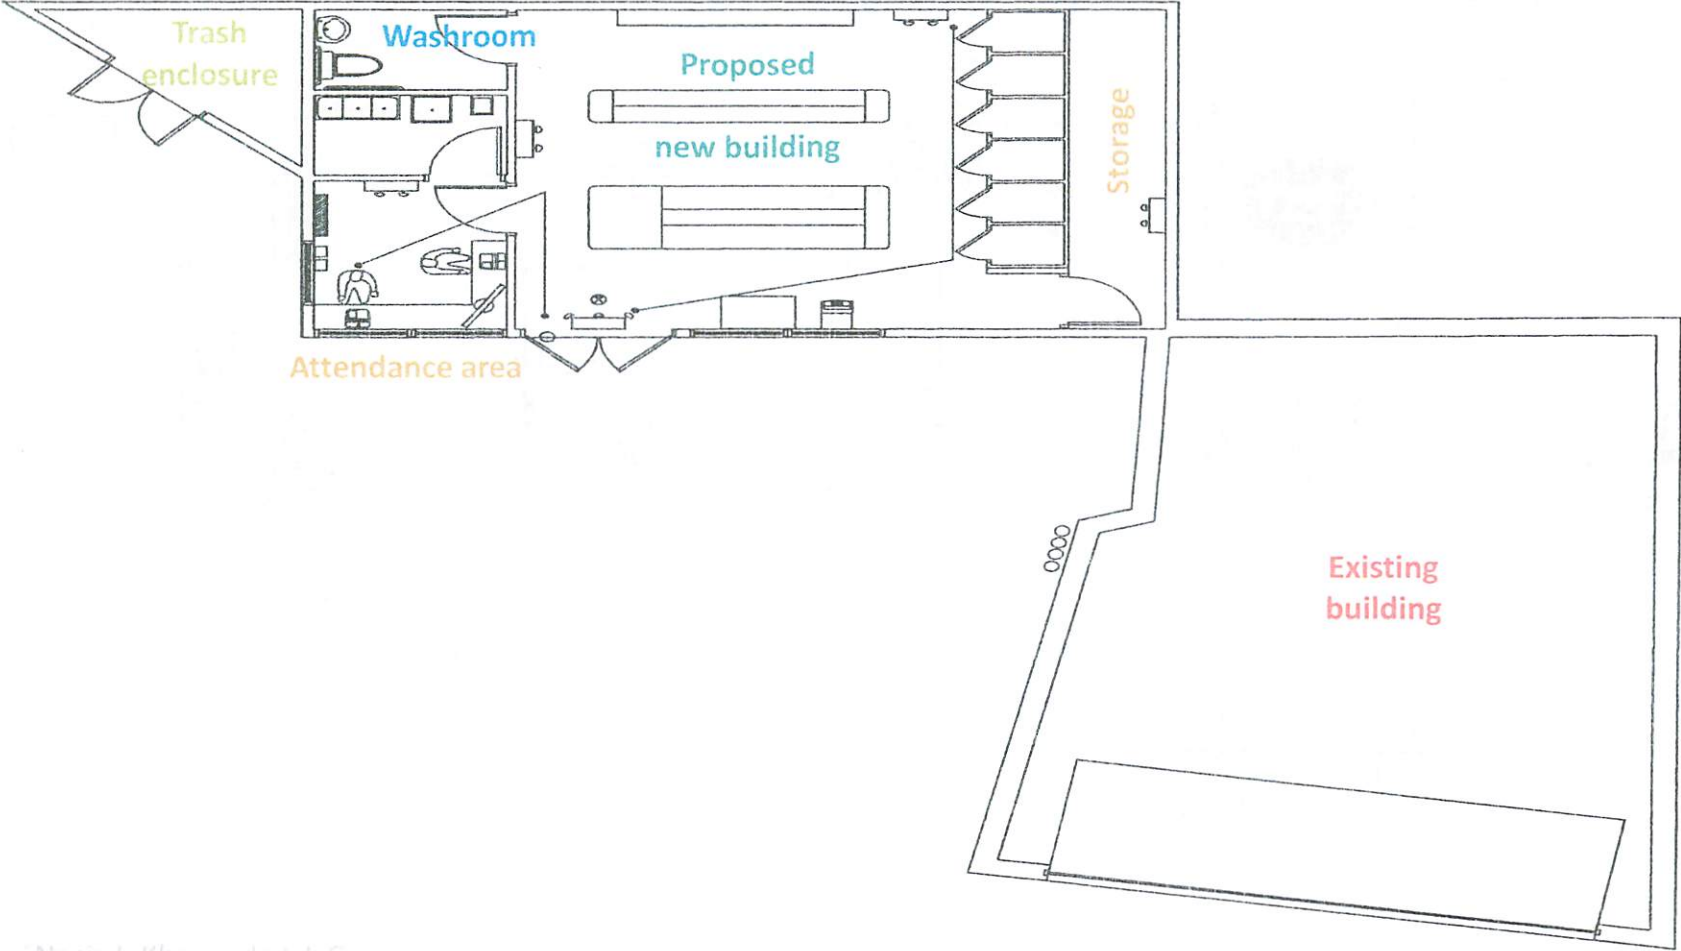 Trash
enclosure
Washroom
Proposed
new building
Storage
Attendance area
Existing
building